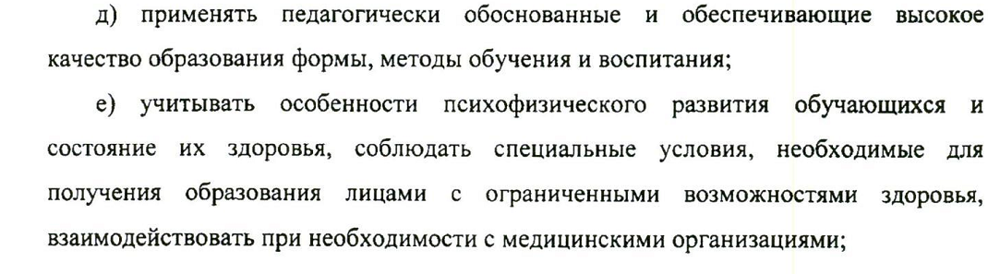 д) применять педагогически обоснованные и обеспечивающие высокое
качество образования формы, методы обучения и воспитания;
е) учитывать особенности психофизического развития обучающихся и
состояние их здоровья, соблюдать специальные условия, необходимые для
получения образования лицами с ограниченными возможностями здоровья,
взаимодействовать при необходимости с медицинскими организациями;